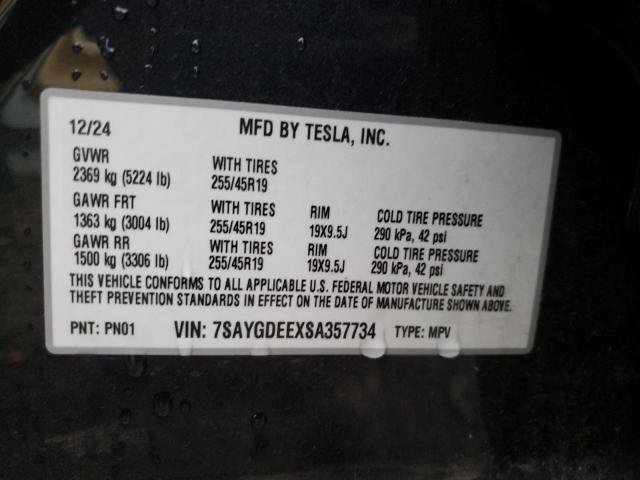 12/24 MFD BY TESLA, INC.
GVWR
2369 kg (5224 lb) WITH TIRES 255/45R19
GAWR FRT WITH TIRES RIM COLD TIRE PRESSURE
1363 kg (3004 lb) 255/45R19 19X9.5J 290 kPa, 42 psi
GAWR RR WITH TIRES RIM COLD TIRE PRESSURE
1500 kg (3306 lb) 255/45R19 19X9.5J 290 kPa, 42 psi
THIS VEHICLE CONFORMS TO ALL APPLICABLE U.S. FEDERAL MOTOR VEHICLE SAFETY AND
THEFT PREVENTION STANDARDS IN EFFECT ON THE DATE OF MANUFACTURE SHOWN ABOVE.
PNT: PN01 VIN: 7SAYGDEEXSA357734 TYPE: MPV